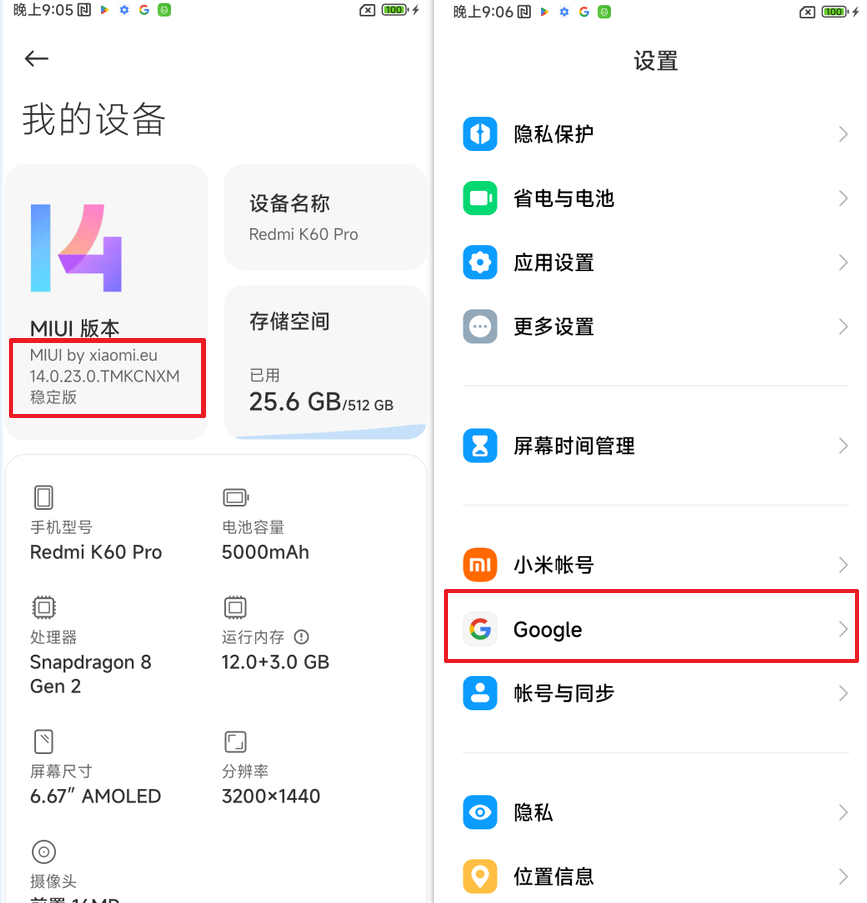 晚上9:05
100
我的设备
14
MIUI 版本
MIUI by xiaomi.eu
14.0.23.0.TMKCNXM
稳定版
设备名称
Redmi K60 Pro
存储空间
已用
25.6 GB/512 GB
手机型号
Redmi K60 Pro
电池容量
5000mAh
处理器
Snapdragon 8
Gen 2
运行内存
12.0+3.0 GB
屏幕尺寸
6.67″ AMOLED
分辨率
3200×1440
摄像头
前置 16MP
晚上9:06
100
设置
隐私保护
省电与电池
应用设置
更多设置
屏幕时间管理
小米帐号
Google
帐号与同步
隐私
位置信息